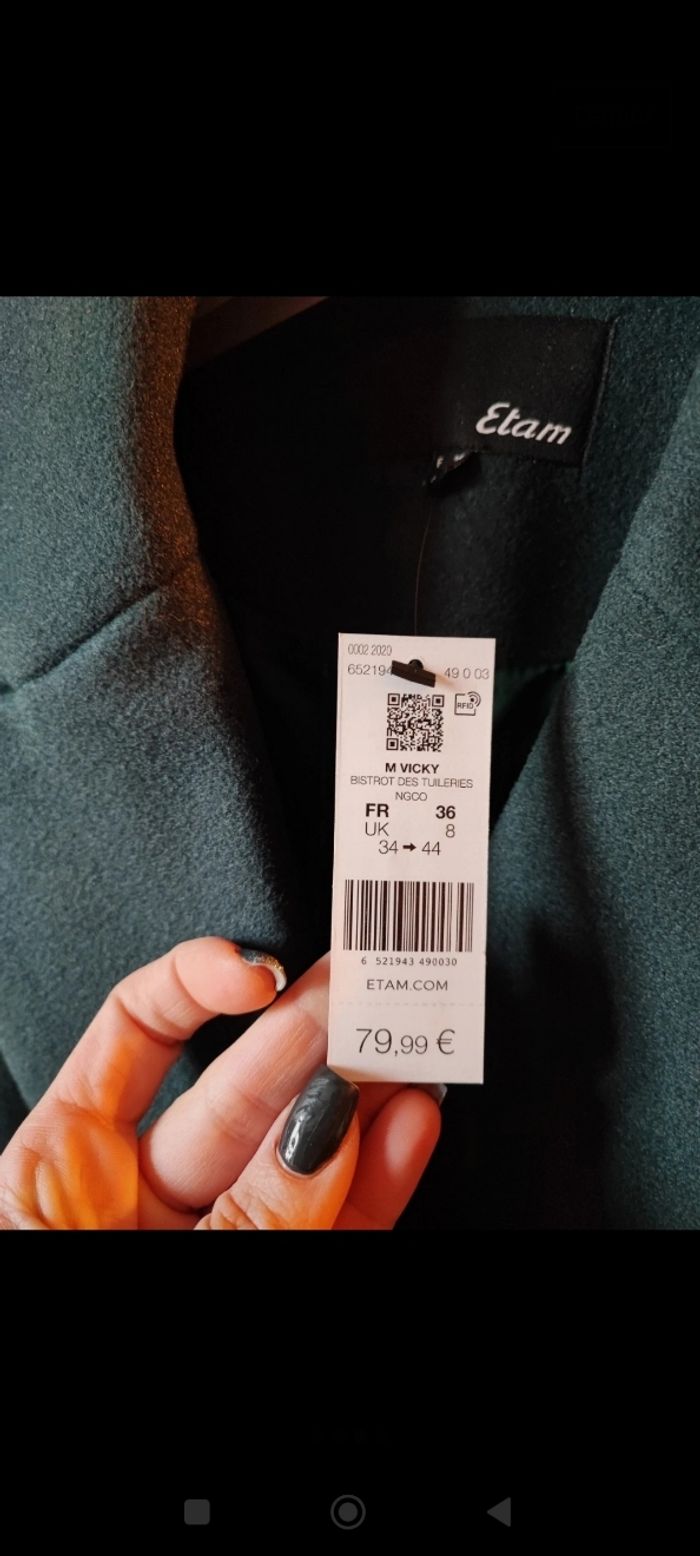 Etam
0002 2020
65219 49 0 03
RFID
M VICKY
BISTROT DES TUILERIES
NGCO
FR 36
UK 8
34 → 44
6 521943 490030
ETAM.COM
79,99 €